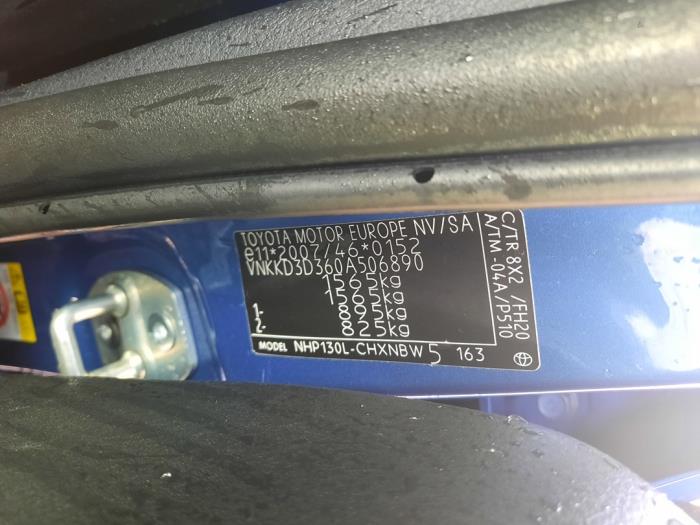 TOYOTA MOTOR EUROPE NV/SA
e11*2007/46*0152
VNKKD3D360A506890
1565kg
1565kg
1- 895kg
2- 825kg
MODEL NHP130L-CHXNBW 5 163
C/TR 8X2 /FH20
A/TM -04A/P510